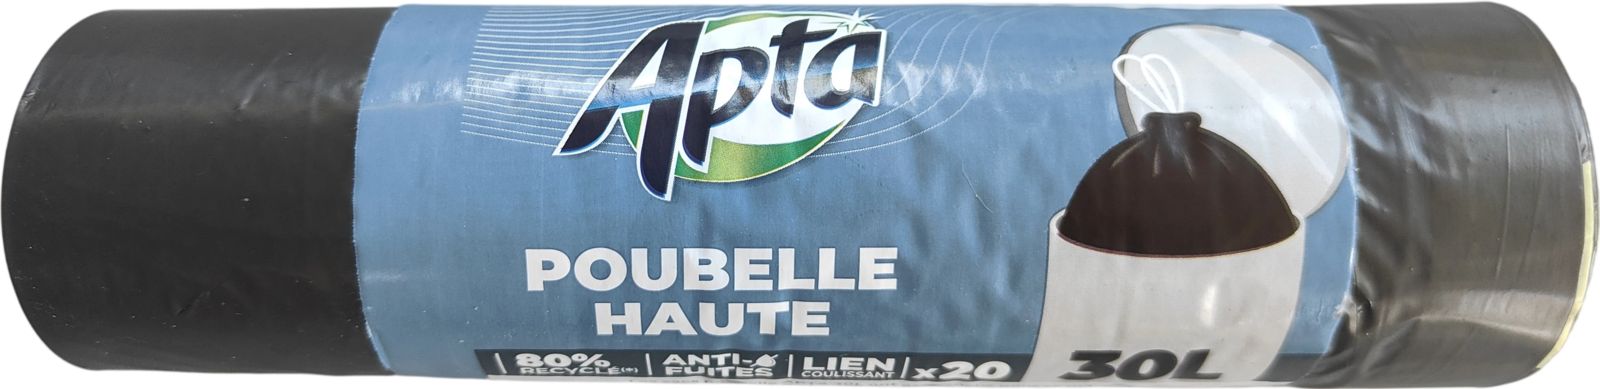 Apta
POUBELLE
HAUTE
80% RECYCLÉ(*)
ANTI-FUITES
LIEN COULISSANT
x20
30L